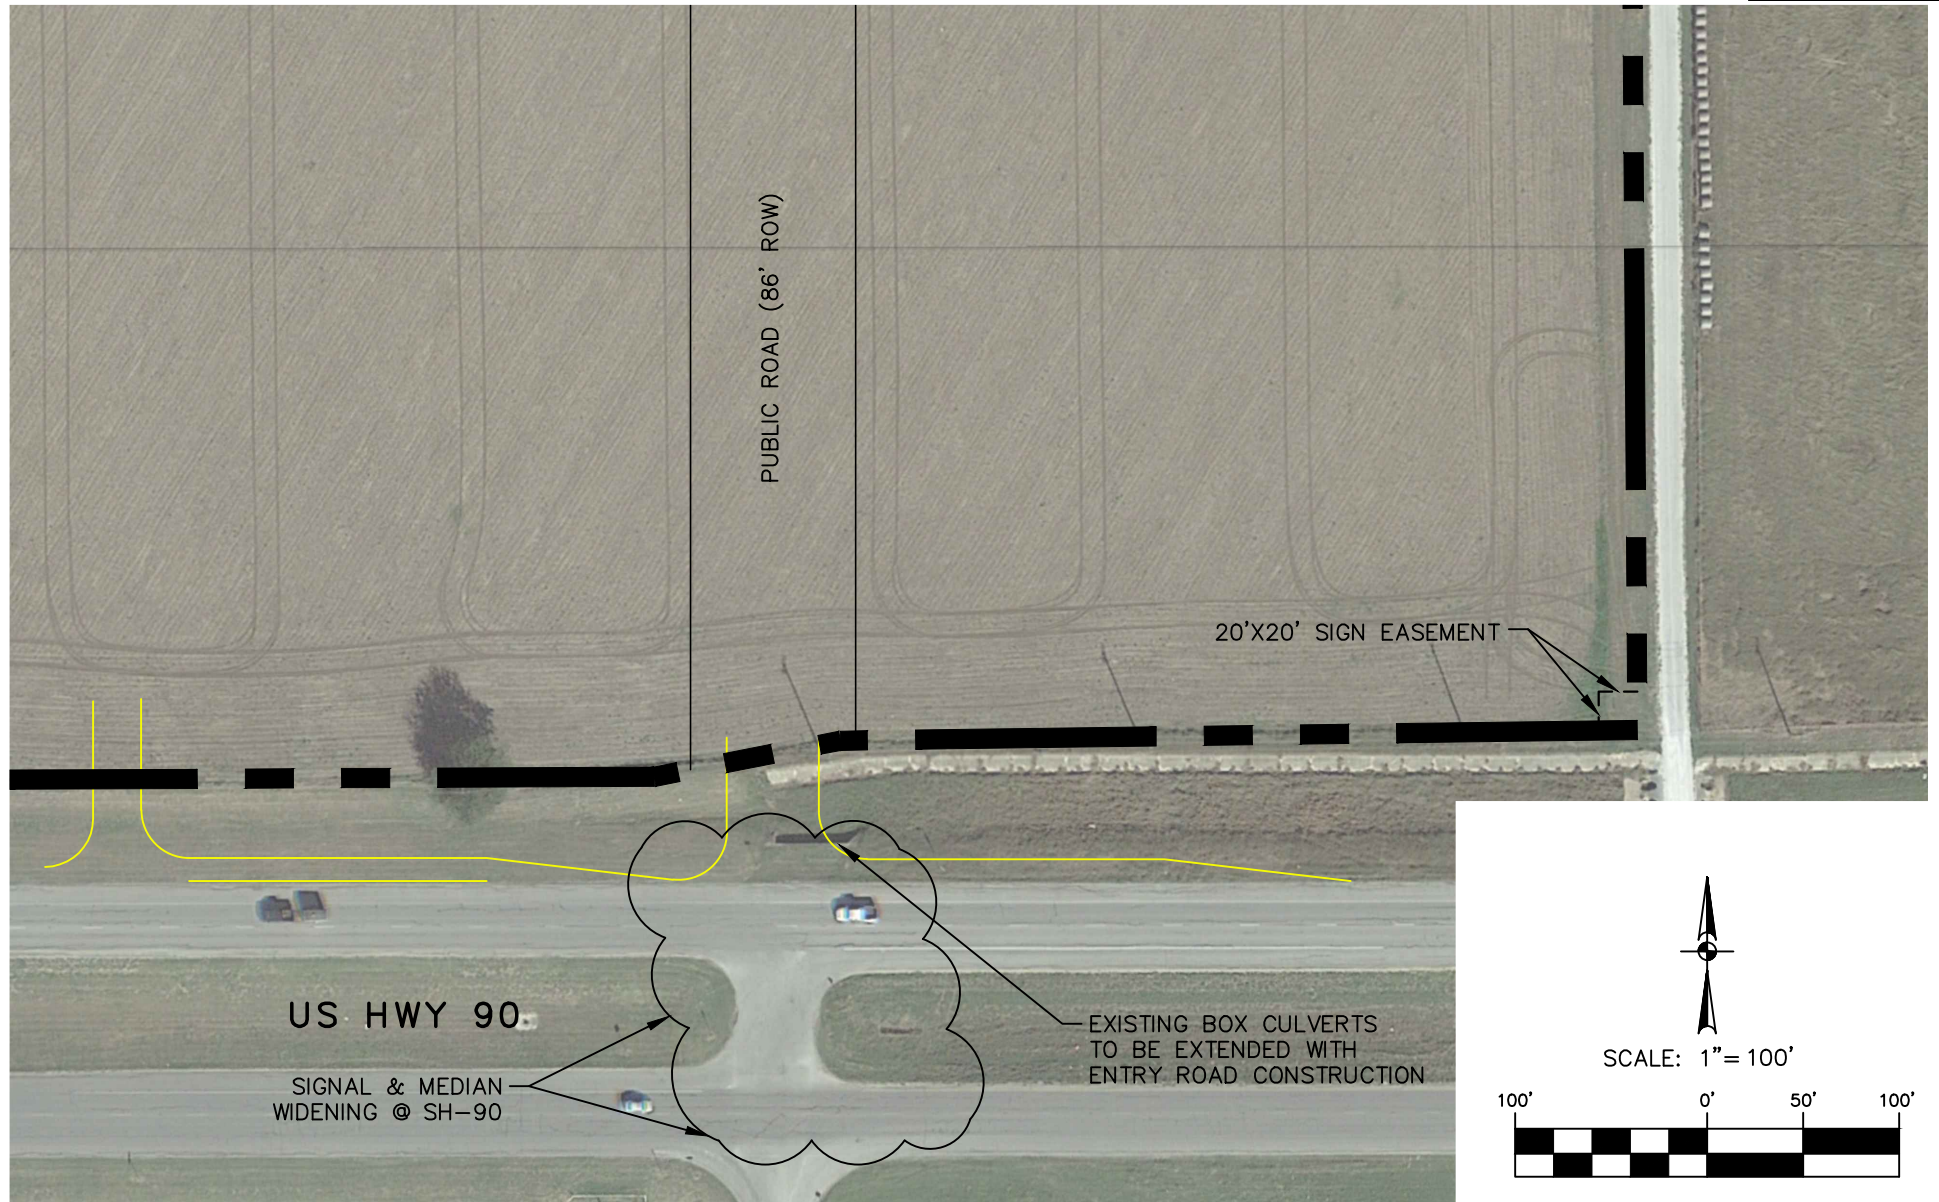 PUBLIC ROAD (86' ROW)
20'X20' SIGN EASEMENT
US HWY 90
SIGNAL & MEDIAN
WIDENING @ SH-90
EXISTING BOX CULVERTS
TO BE EXTENDED WITH
ENTRY ROAD CONSTRUCTION
SCALE: 1"= 100'
100' 0' 50' 100'